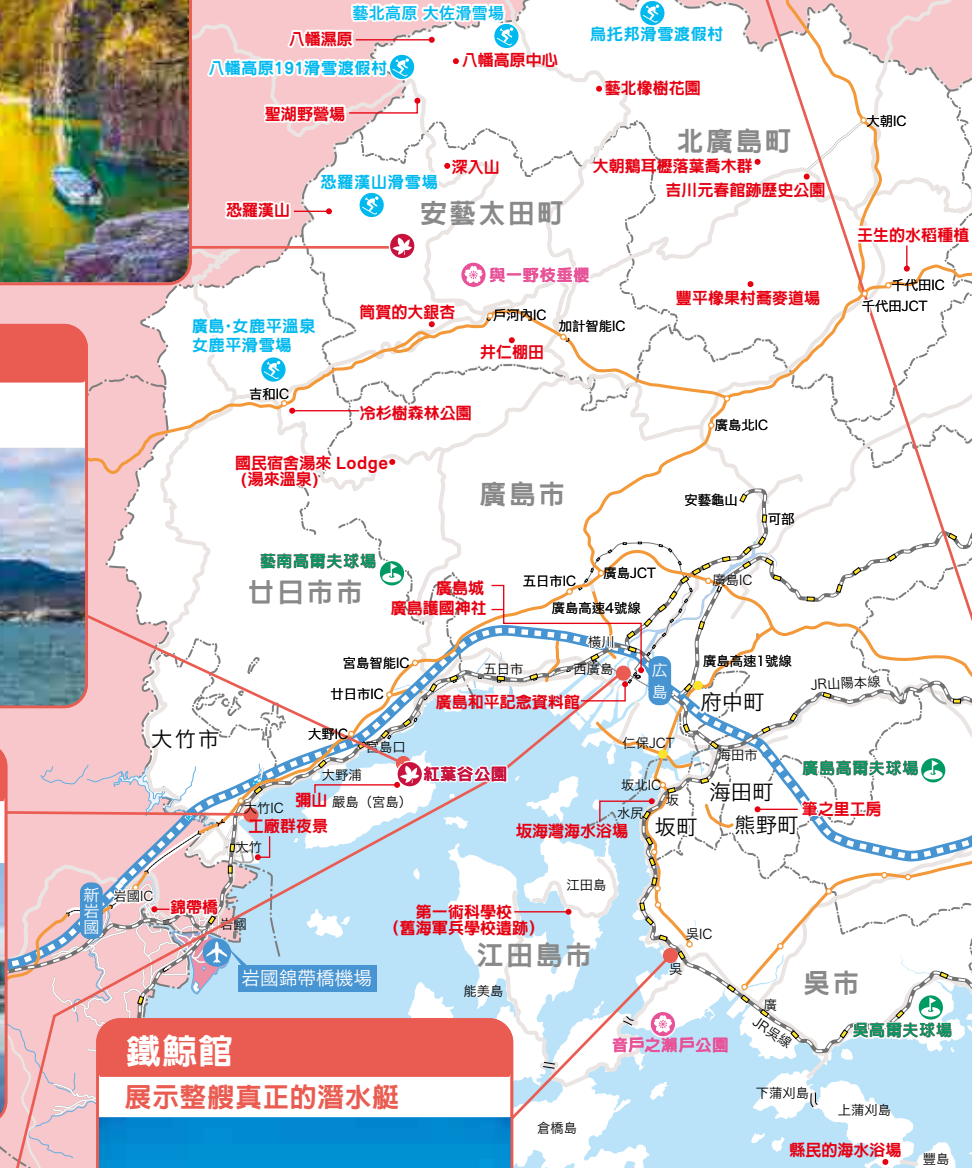 藝北高原 大佐滑雪場
烏托邦滑雪渡假村
八幡濕原
八幡高原中心
八幡高原191滑雪渡假村
藝北橡樹花園
聖湖野營場
大朝IC
北廣島町
深入山
大朝鵝耳櫪落葉喬木群
恐羅漢山滑雪場
吉川元春館跡歷史公園
恐羅漢山
安藝太田町
壬生的水稻種植
與一野枝垂櫻
千代田IC
豐平橡果村蕎麥道場
千代田JCT
筒賀的大銀杏
戶河內IC
加計智能IC
廣島·女鹿平溫泉
女鹿平滑雪場
井仁棚田
吉和IC
冷杉樹森林公園
廣島北IC
國民宿舍湯來 Lodge
(湯來溫泉)
廣島市
安藝龜山
可部
藝南高爾夫球場
廿日市市
五日市IC
廣島JCT
廣島IC
廣島城
廣島護國神社
廣島高速4號線
橫川
宮島智能IC
五日市
西廣島
広島
廣島高速1號線
廿日市IC
廣島和平記念資料館
府中町
JR山陽本線
大竹市
大野IC
宮島口
仁保JCT
海田市
大野浦
紅葉谷公園
廣島高爾夫球場
坂北IC
彌山
嚴島（宮島）
坂
海田町
大竹IC
水尻
筆之里工房
工廠群夜景
坂海灣海水浴場
坂町
熊野町
大竹
新岩國
岩國IC
錦帶橋
岩國
江田島
第一術科學校
(舊海軍兵學校遺跡)
吳IC
江田島市
岩國錦帶橋機場
吳
吳市
能美島
廣
JR吳線
吳高爾夫球場
音戶之瀨戶公園
鐵鯨館
展示整艘真正的潛水艇
下蒲刈島
上蒲刈島
倉橋島
縣民的海水浴場
豐島